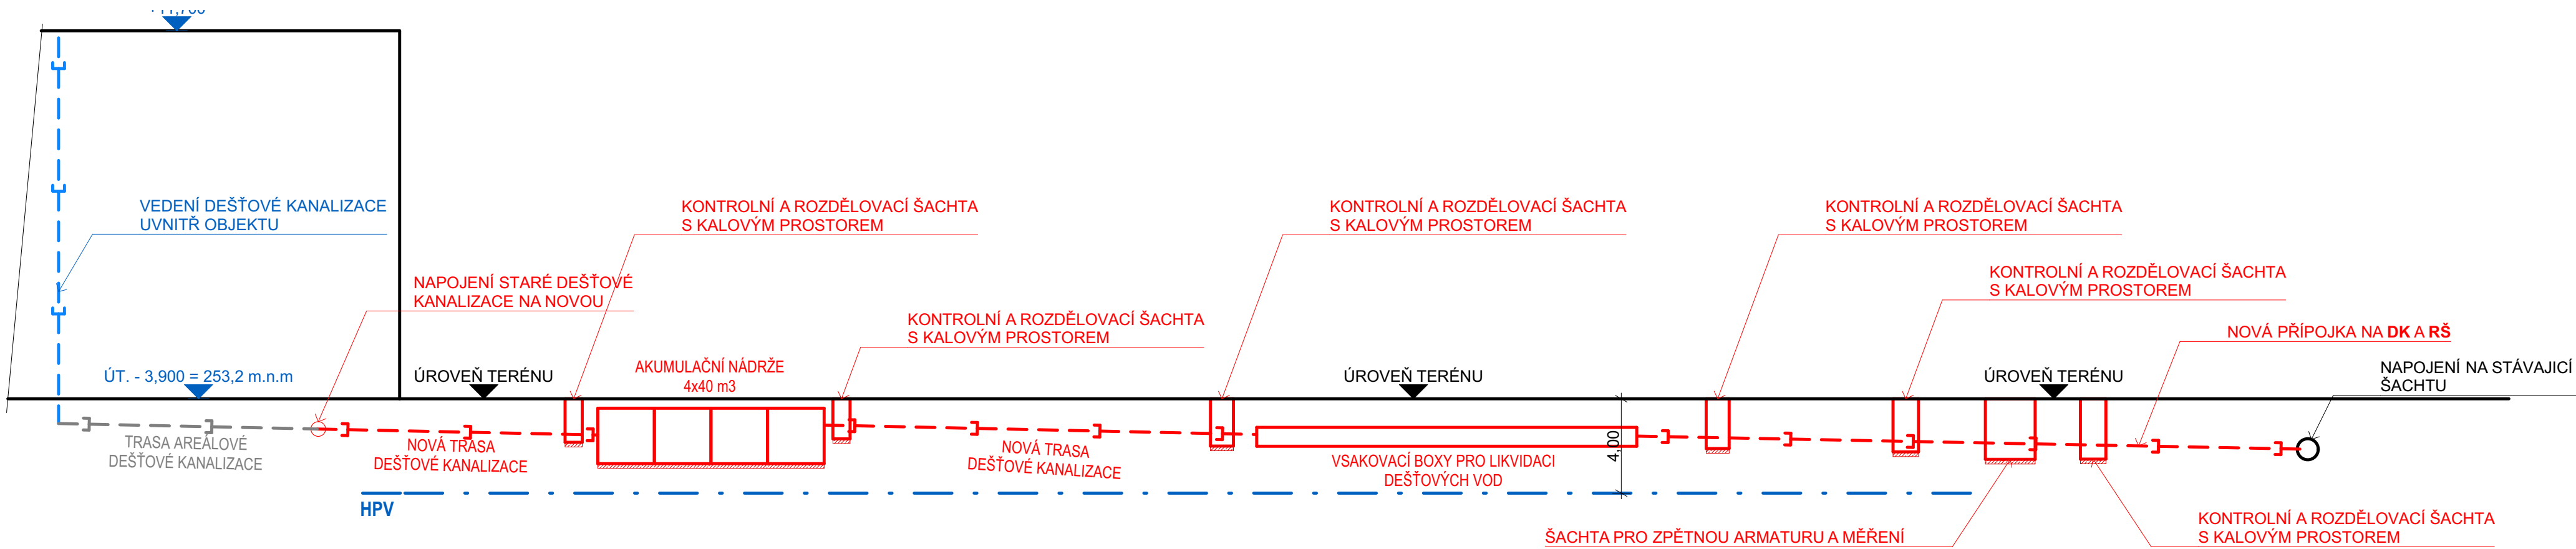 VEDENÍ DEŠŤOVÉ KANALIZACE
UVNITŘ OBJEKTU
KONTROLNÍ A ROZDĚLOVACÍ ŠACHTA
S KALOVÝM PROSTOREM
KONTROLNÍ A ROZDĚLOVACÍ ŠACHTA
S KALOVÝM PROSTOREM
KONTROLNÍ A ROZDĚLOVACÍ ŠACHTA
S KALOVÝM PROSTOREM
NAPOJENÍ STARÉ DEŠŤOVÉ
KANALIZACE NA NOVOU
KONTROLNÍ A ROZDĚLOVACÍ ŠACHTA
S KALOVÝM PROSTOREM
KONTROLNÍ A ROZDĚLOVACÍ ŠACHTA
S KALOVÝM PROSTOREM
NOVÁ PŘÍPOJKA NA DK A RŠ
ÚT. - 3,900 = 253,2 m.n.m
ÚROVEŇ TERÉNU
AKUMULAČNÍ NÁDRŽE
4x40 m3
ÚROVEŇ TERÉNU
ÚROVEŇ TERÉNU
NAPOJENÍ NA STÁVAJICÍ
ŠACHTU
TRASA AREÁLOVÉ
DEŠŤOVÉ KANALIZACE
NOVÁ TRASA
DEŠŤOVÉ KANALIZACE
NOVÁ TRASA
DEŠŤOVÉ KANALIZACE
VSAKOVACÍ BOXY PRO LIKVIDACI
DEŠŤOVÝCH VOD
4,00
HPV
ŠACHTA PRO ZPĚTNOU ARMATURU A MĚŘENÍ
KONTROLNÍ A ROZDĚLOVACÍ ŠACHTA
S KALOVÝM PROSTOREM